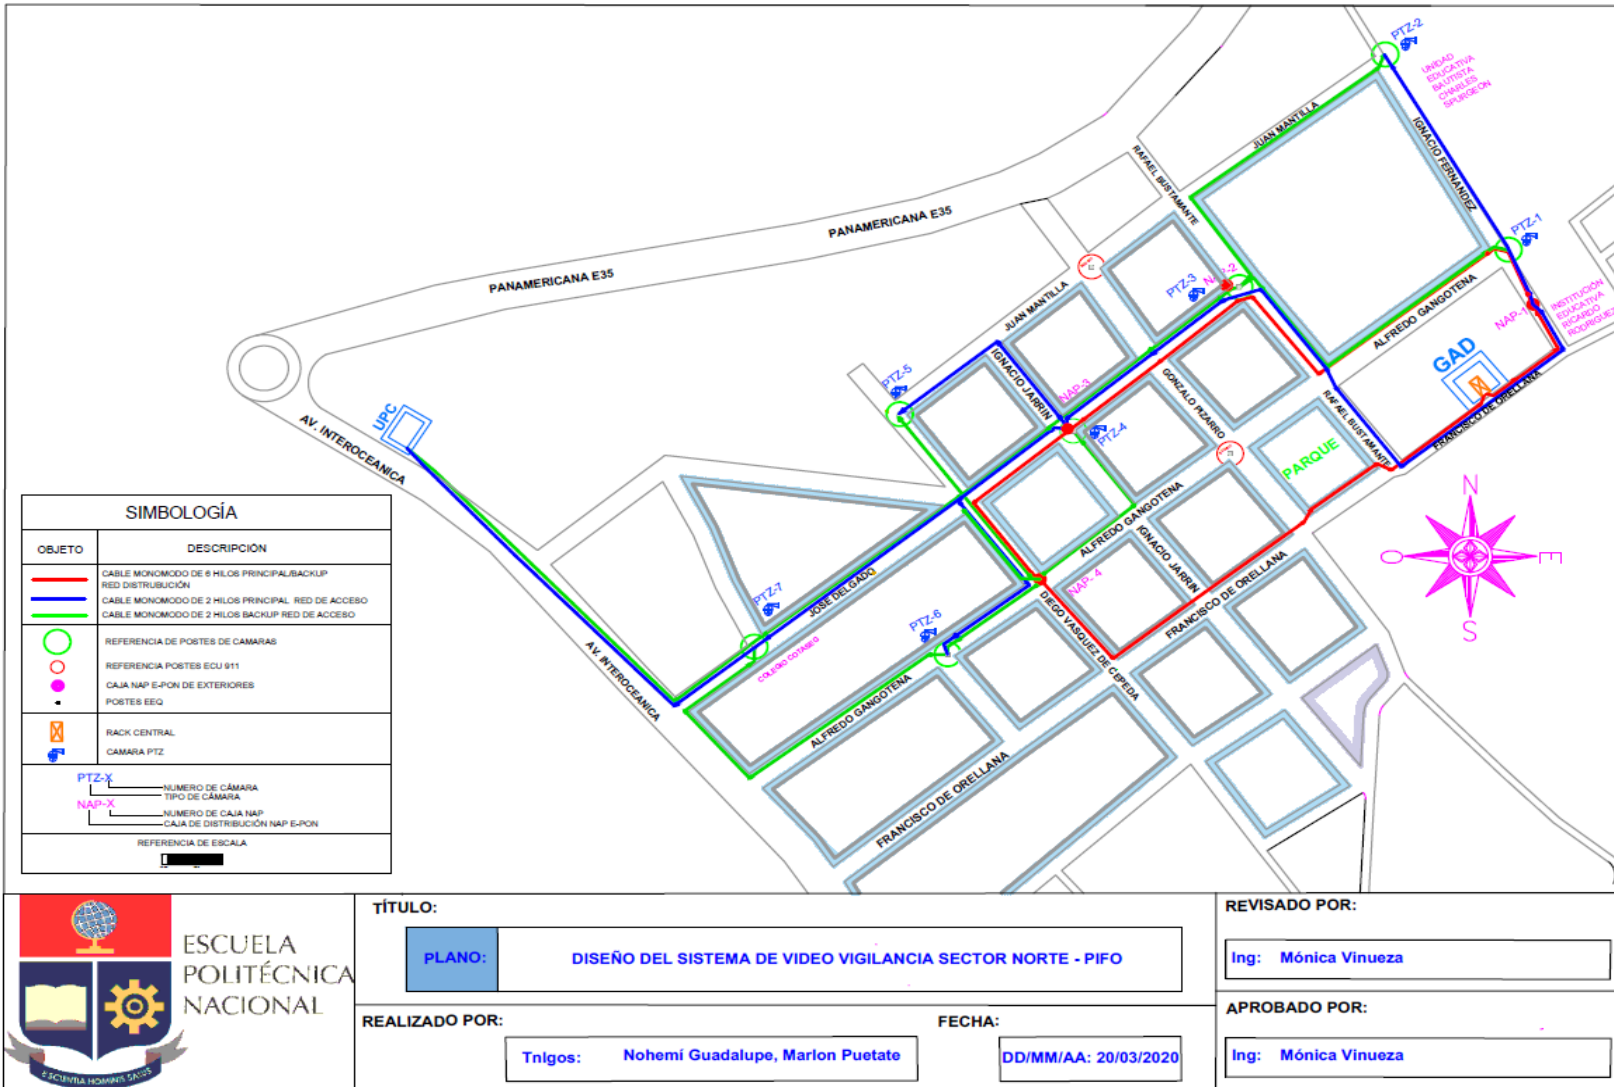 PTZ-2
UNIDAD
EDUCATIVA
BAUTISTA
CHARLES
SPURGEON
JUAN MANTILLA
IGNACIO FERNANDEZ
RAFAEL BUSTAMANTE
PANAMERICANA E35
PANAMERICANA E35
PTZ-1
PTZ-3
NAP-2
ALFREDO GANGOTENA
NAP-1
INSTITUCIÓN
EDUCATIVA
RICARDO
RODRIGUEZ
GAD
JUAN MANTILLA
IGNACIO JARRIN
GONZALO PIZARRO
NAP-3
PTZ-5
PTZ-4
RAFAEL BUSTAMANTE
FRANCISCO DE ORELLANA
PARQUE
UPC
AV. INTEROCEANICA
ALFREDO GANGOTENA
IGNACIO JARRIN
FRANCISCO DE ORELLANA
NAP- 4
DIEGO VASQUEZ DE CEPEDA
JOSE DELGADO
PTZ-7
PTZ-6
COLEGIO COTAMEG
AV. INTEROCEANICA
ALFREDO GANGOTENA
FRANCISCO DE ORELLANA
N
O
E
S
SIMBOLOGÍA
OBJETO DESCRIPCIÓN
CABLE MONOMODO DE 6 HILOS PRINCIPAL/BACKUP
RED DISTRUBUCIÓN
CABLE MONOMODO DE 2 HILOS PRINCIPAL RED DE ACCESO
CABLE MONOMODO DE 2 HILOS BACKUP RED DE ACCESO
REFERENCIA DE POSTES DE CAMARAS
REFERENCIA POSTES ECU 911
CAJA NAP E-PON DE EXTERIORES
POSTES EEQ
RACK CENTRAL
CAMARA PTZ
PTZ-X
NUMERO DE CÁMARA
TIPO DE CÁMARA
NAP-X
NUMERO DE CAJA NAP
CAJA DE DISTRIBUCIÓN NAP E-PON
REFERENCIA DE ESCALA
ESCUELA
POLITÉCNICA
NACIONAL
E SCIENTIA HOMINIS SALUS
TÍTULO:
PLANO: DISEÑO DEL SISTEMA DE VIDEO VIGILANCIA SECTOR NORTE - PIFO
REALIZADO POR:
Tnlgos: Nohemí Guadalupe, Marlon Puetate
FECHA:
DD/MM/AA: 20/03/2020
REVISADO POR:
Ing: Mónica Vinueza
APROBADO POR:
Ing: Mónica Vinueza